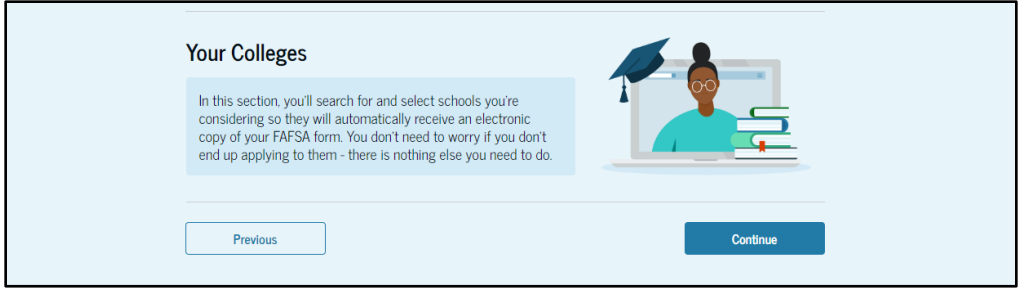 Your Colleges
In this section, you'll search for and select schools you're
considering so they will automatically receive an electronic
copy of your FAFSA form. You don't need to worry if you don't
end up applying to them - there is nothing else you need to do.
Previous
Continue